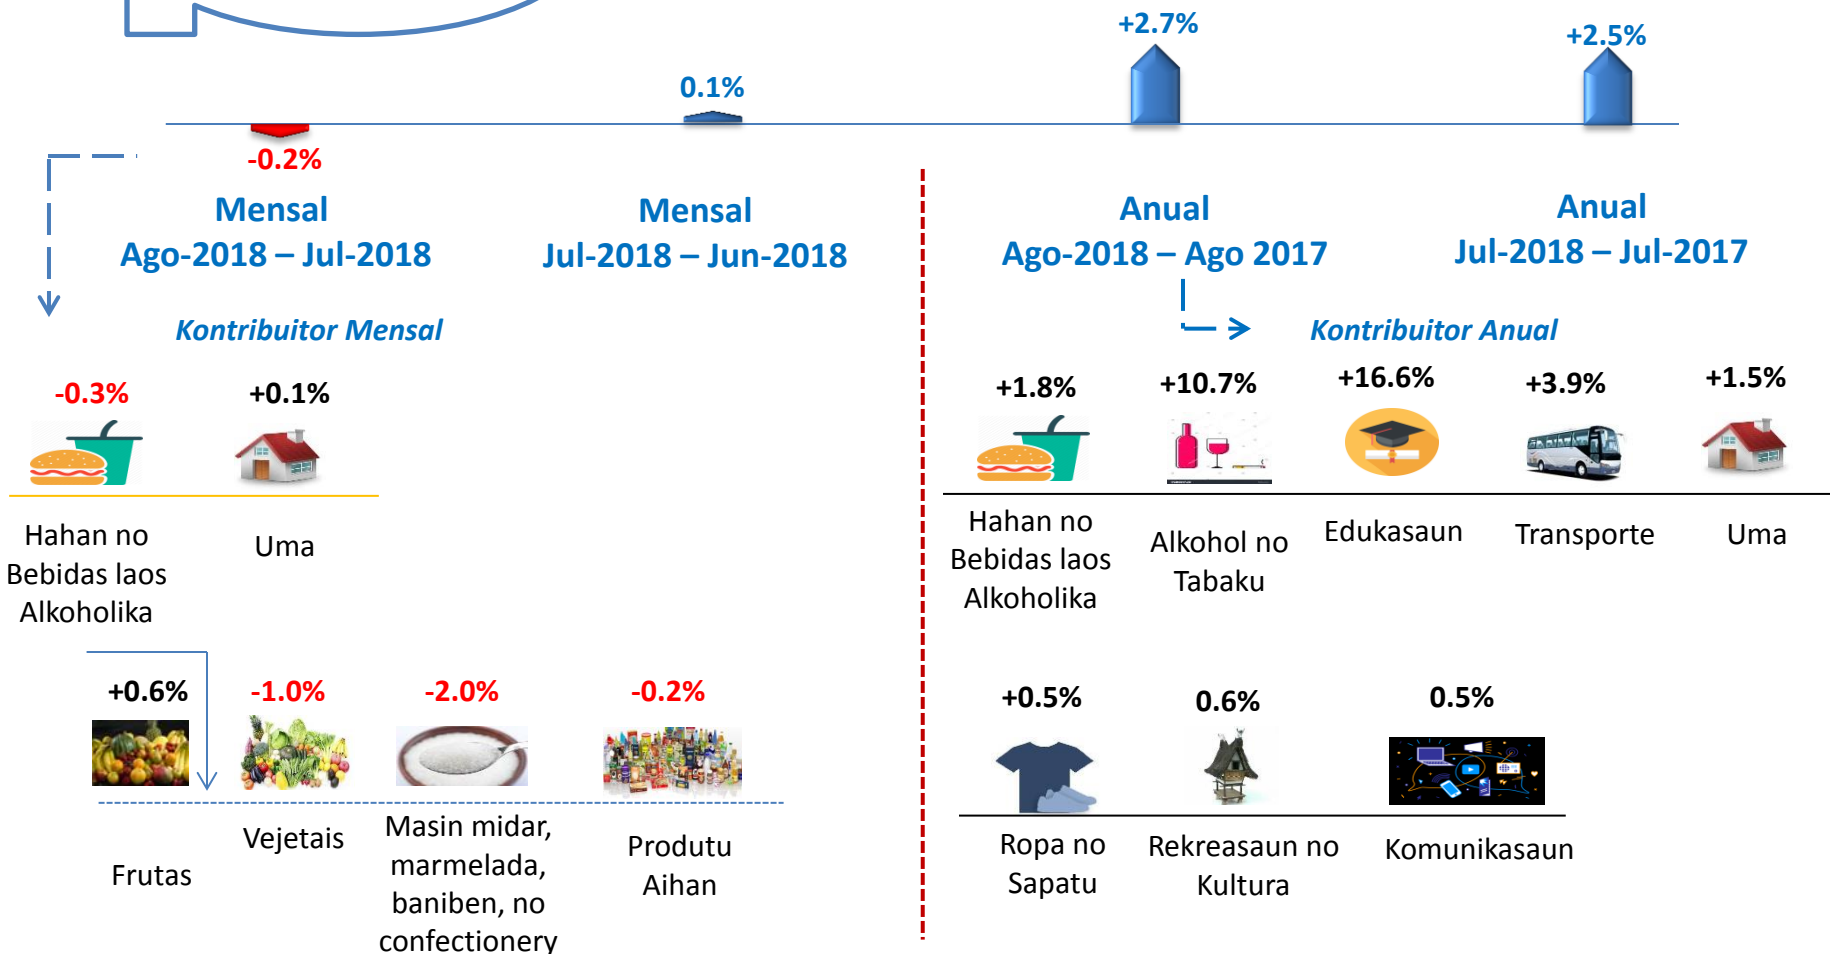 +2.7%
+2.5%
0.1%
-0.2%
Mensal
Ago-2018 – Jul-2018
Mensal
Jul-2018 – Jun-2018
Anual
Ago-2018 – Ago 2017
Anual
Jul-2018 – Jul-2017
Kontribuitor Mensal
-0.3%
+0.1%
Hahan no
Bebidas laos
Alkoholika
Uma
+0.6%
-1.0%
-2.0%
-0.2%
Frutas
Vejetais
Masin midar,
marmelada,
baniben, no
confectionery
Produtu
Aihan
Kontribuitor Anual
+1.8%
+10.7%
+16.6%
+3.9%
+1.5%
Hahan no
Bebidas laos
Alkoholika
Alkohol no
Tabaku
Edukasaun
Transporte
Uma
+0.5%
0.6%
0.5%
Ropa no
Sapatu
Rekreasaun no
Kultura
Komunikasaun